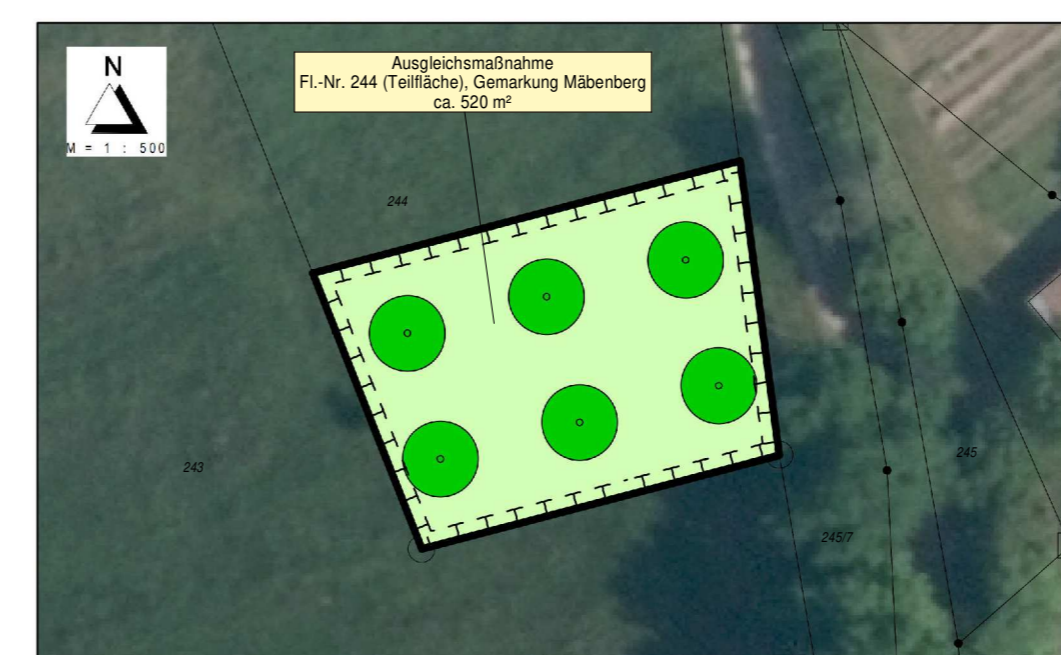 N
M = 1 : 500
Ausgleichsmaßnahme
Fl.-Nr. 244 (Teilfläche), Gemarkung Mäbenberg
ca. 520 m²
244
243
245
245/7